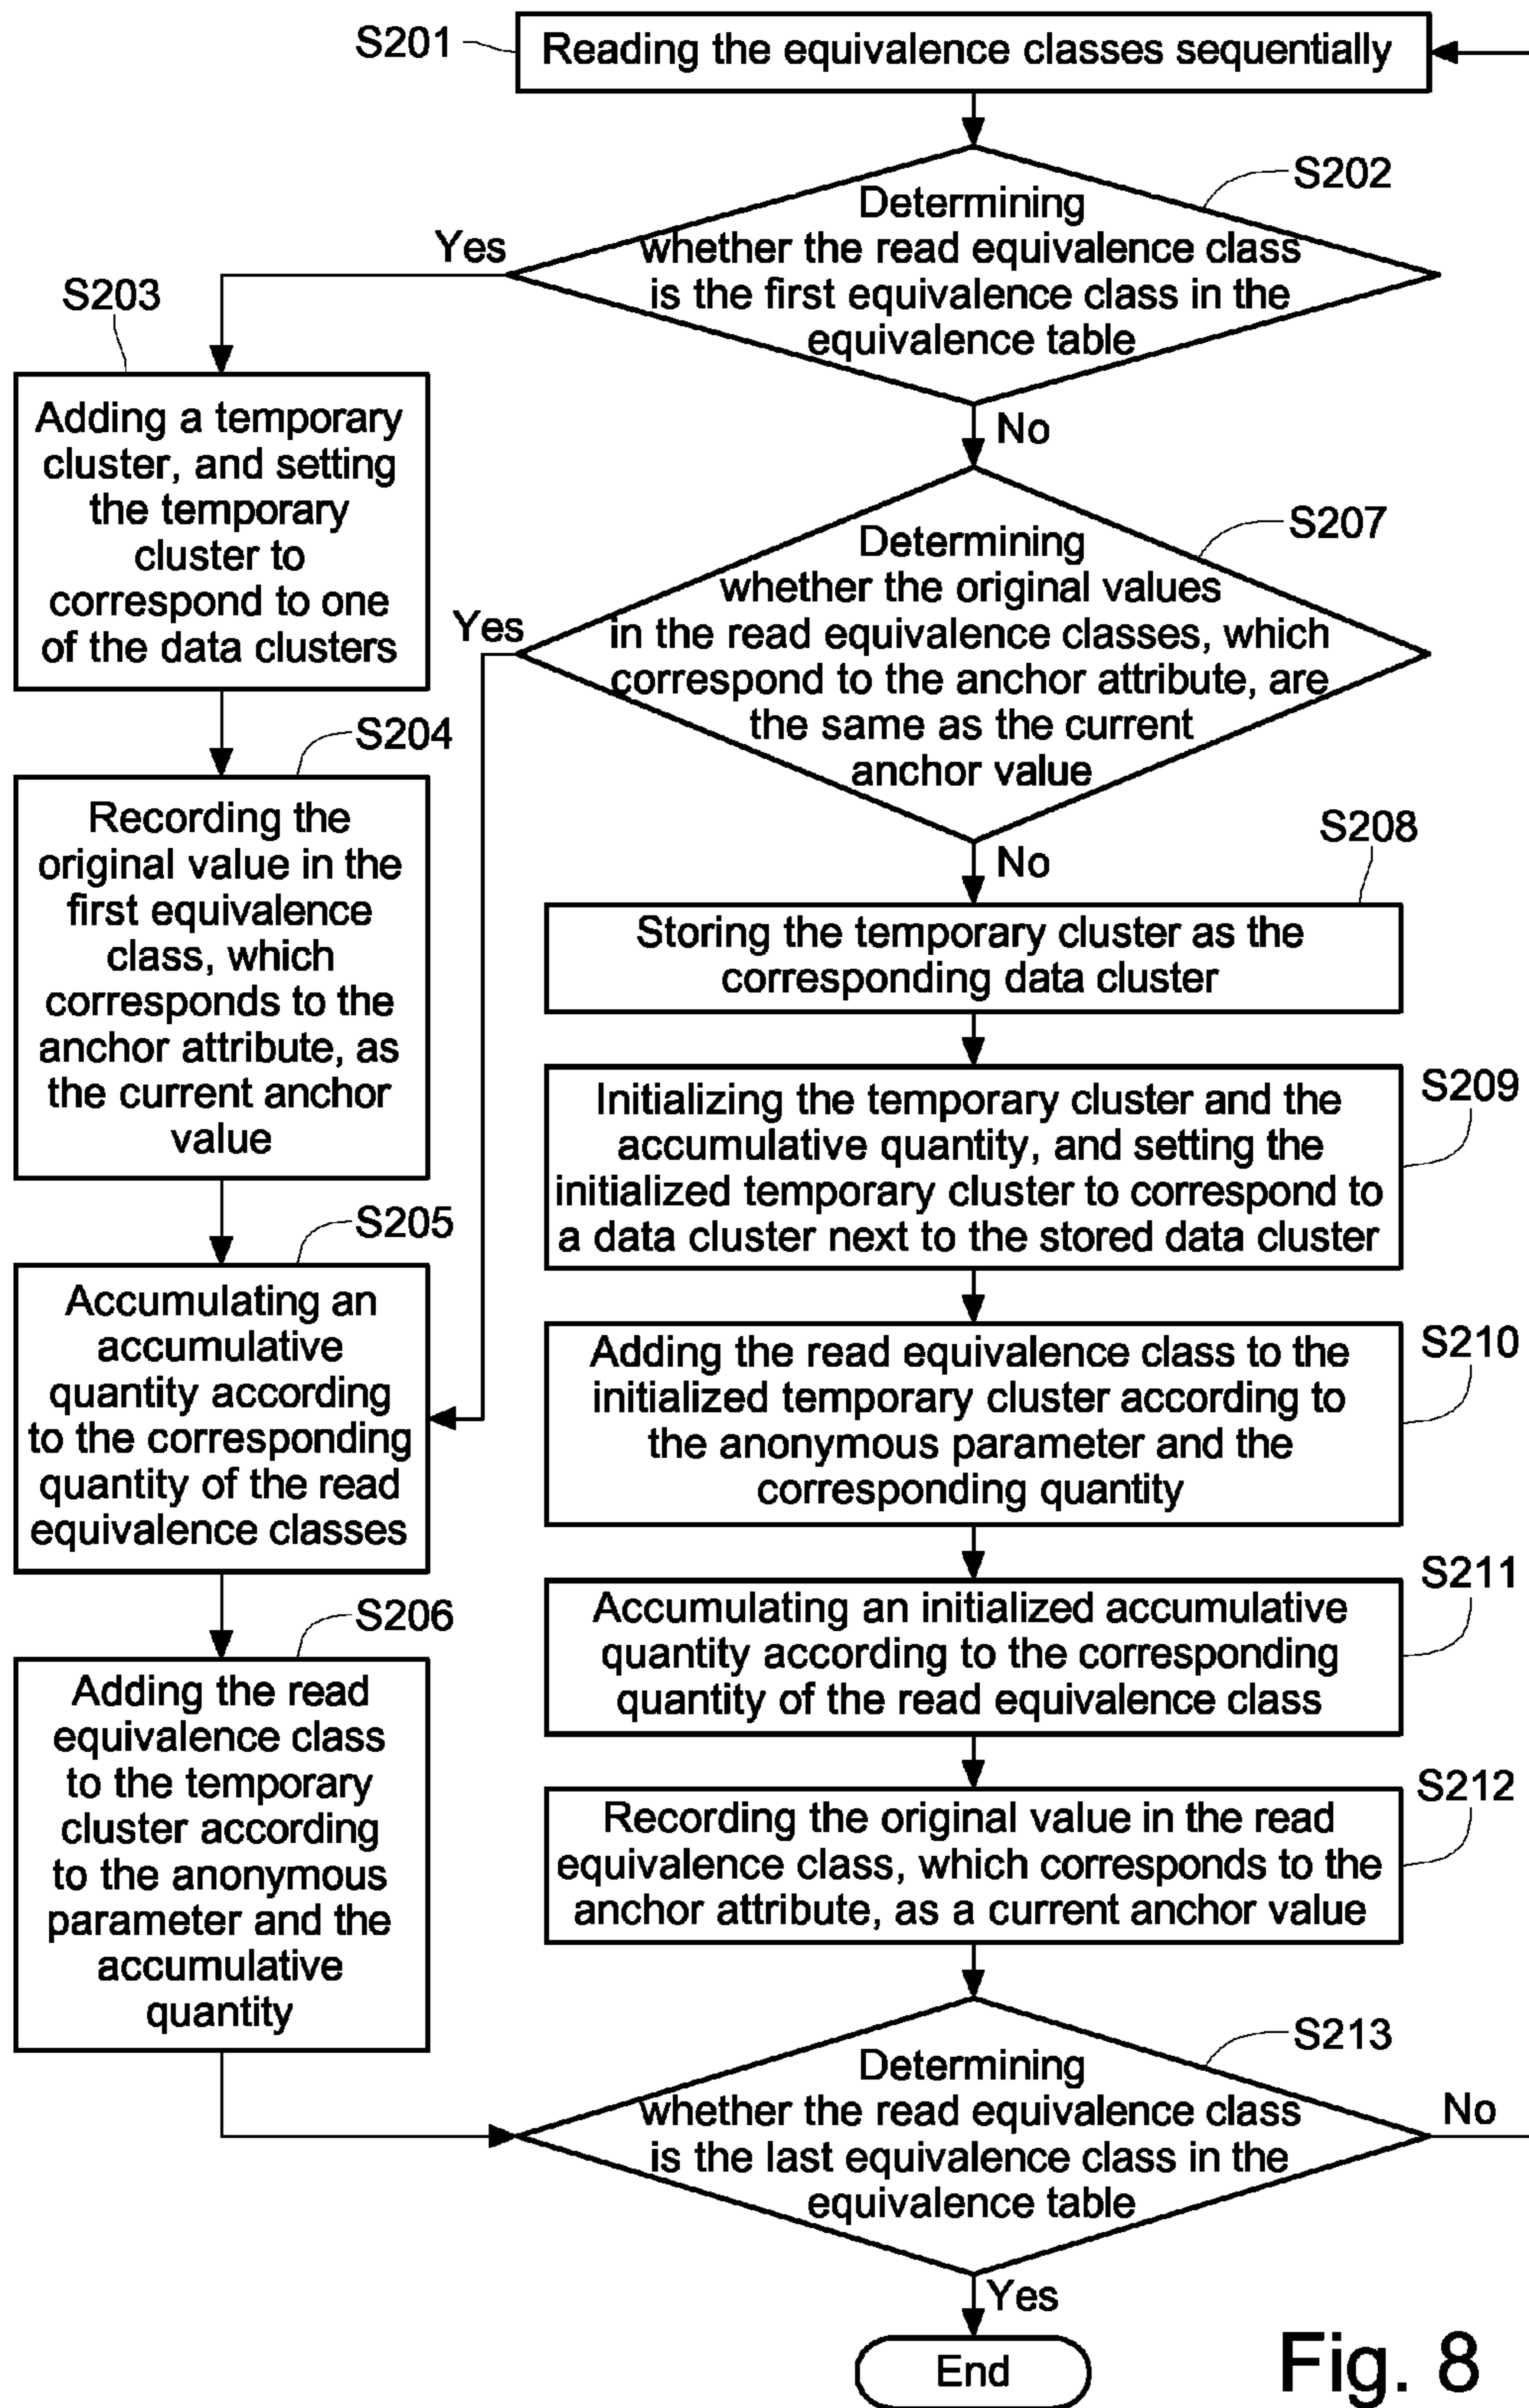 S201
Reading the equivalence classes sequentially
S202
Determining
whether the read equivalence class
is the first equivalence class in the
equivalence table
Yes
No
S203
Adding a temporary
cluster, and setting
the temporary
cluster to
correspond to one
of the data clusters
S204
Recording the
original value in the
first equivalence
class, which
corresponds to the
anchor attribute, as
the current anchor
value
S205
Accumulating an
accumulative
quantity according
to the corresponding
quantity of the read
equivalence classes
S206
Adding the read
equivalence class
to the temporary
cluster according
to the anonymous
parameter and the
accumulative
quantity
S207
Determining
whether the original values
in the read equivalence classes, which
correspond to the anchor attribute, are
the same as the current
anchor value
Yes
No
S208
Storing the temporary cluster as the
corresponding data cluster
S209
Initializing the temporary cluster and the
accumulative quantity, and setting the
initialized temporary cluster to correspond to
a data cluster next to the stored data cluster
S210
Adding the read equivalence class to the
initialized temporary cluster according to
the anonymous parameter and the
corresponding quantity
S211
Accumulating an initialized accumulative
quantity according to the corresponding
quantity of the read equivalence class
S212
Recording the original value in the read
equivalence class, which corresponds to the
anchor attribute, as a current anchor value
S213
Determining
whether the read equivalence class
is the last equivalence class in the
equivalence table
No
Yes
End
Fig. 8